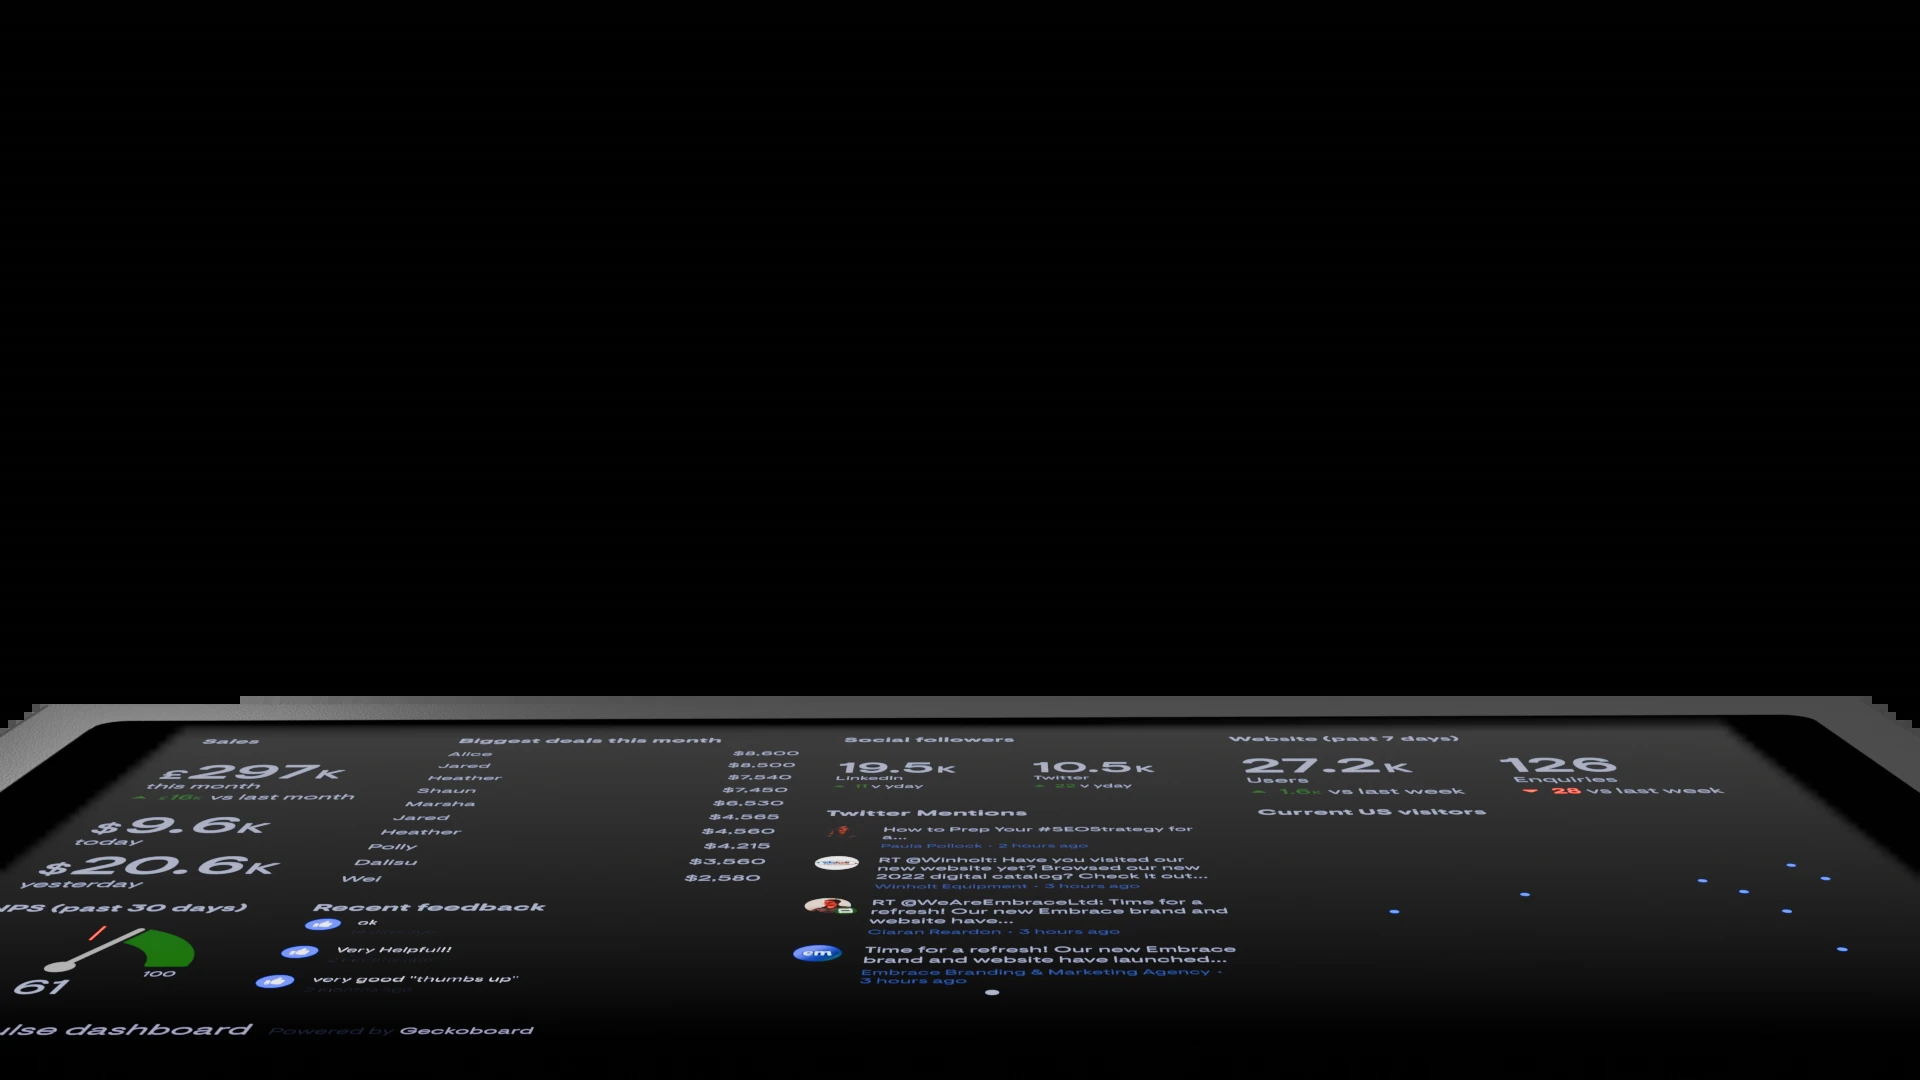 Sales
£297K
this month
£16K vs last month
$9.6K
today
$20.6K
yesterday
Biggest deals this month
Alice $8,600
Jared $8,500
Heather $7,540
Shaun $7,450
Marsha $6,530
Jared $4,565
Heather $4,560
Polly $4,215
Dalisu $3,560
Wei $2,580
Social followers
19.5K
LinkedIn
11 v yday
10.5K
Twitter
22 v yday
Twitter Mentions
How to Prep Your #SEOStrategy for
a...
Paula Pollock · 2 hours ago
RT @Winholt: Have you visited our
new website yet? Browsed our new
2022 digital catalog? Check it out...
Winholt Equipment · 3 hours ago
RT @WeAreEmbraceLtd: Time for a
refresh! Our new Embrace brand and
website have...
Ciaran Reardon · 3 hours ago
em
Time for a refresh! Our new Embrace
brand and website have launched...
Embrace Branding & Marketing Agency ·
3 hours ago
Website (past 7 days)
27.2K
Users
1.6K vs last week
126
Enquiries
28 vs last week
Current US visitors
NPS (past 30 days)
100
61
Recent feedback
ok
Very Helpful!!
very good "thumbs up"
2 months ago
ulse dashboard Powered by Geckoboard